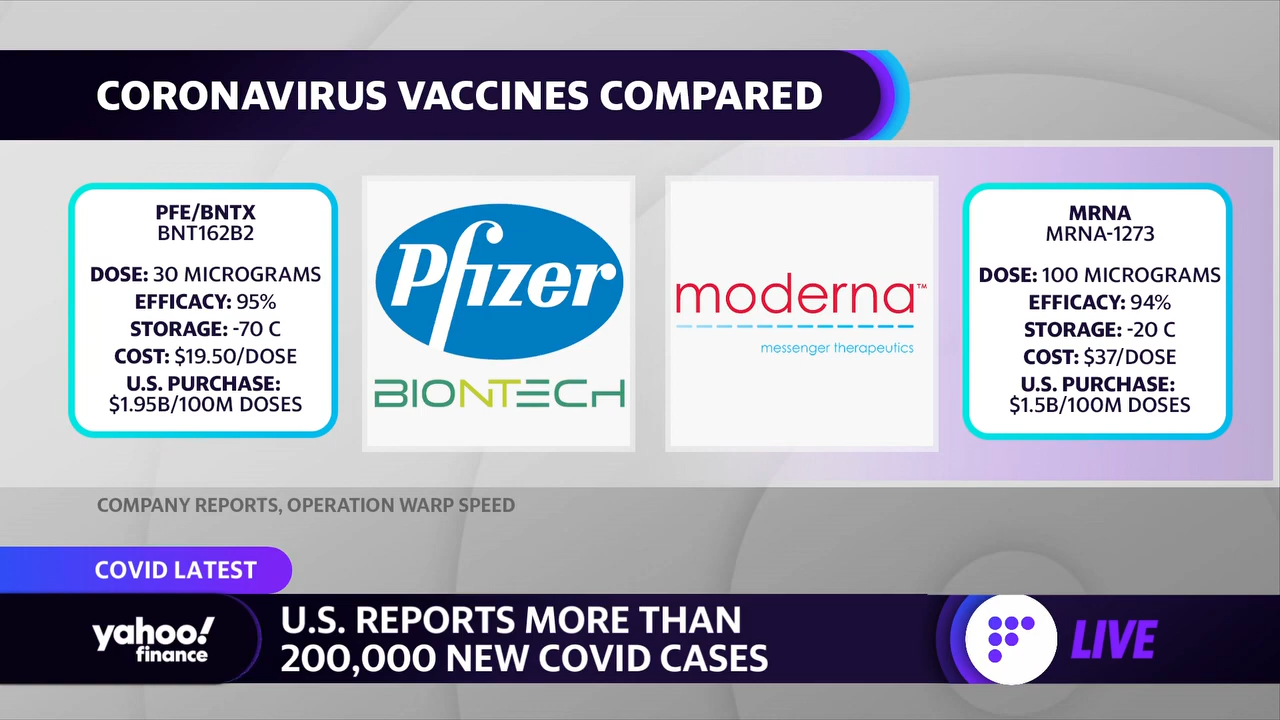 CORONAVIRUS VACCINES COMPARED
PFE/BNTX
BNT162B2
DOSE: 30 MICROGRAMS
EFFICACY: 95%
STORAGE: -70 C
COST: $19.50/DOSE
U.S. PURCHASE:
$1.95B/100M DOSES
Pfizer
BIONTECH
moderna™
messenger therapeutics
MRNA
MRNA-1273
DOSE: 100 MICROGRAMS
EFFICACY: 94%
STORAGE: -20 C
COST: $37/DOSE
U.S. PURCHASE:
$1.5B/100M DOSES
COMPANY REPORTS, OPERATION WARP SPEED
COVID LATEST
yahoo!
finance
U.S. REPORTS MORE THAN
200,000 NEW COVID CASES
LIVE